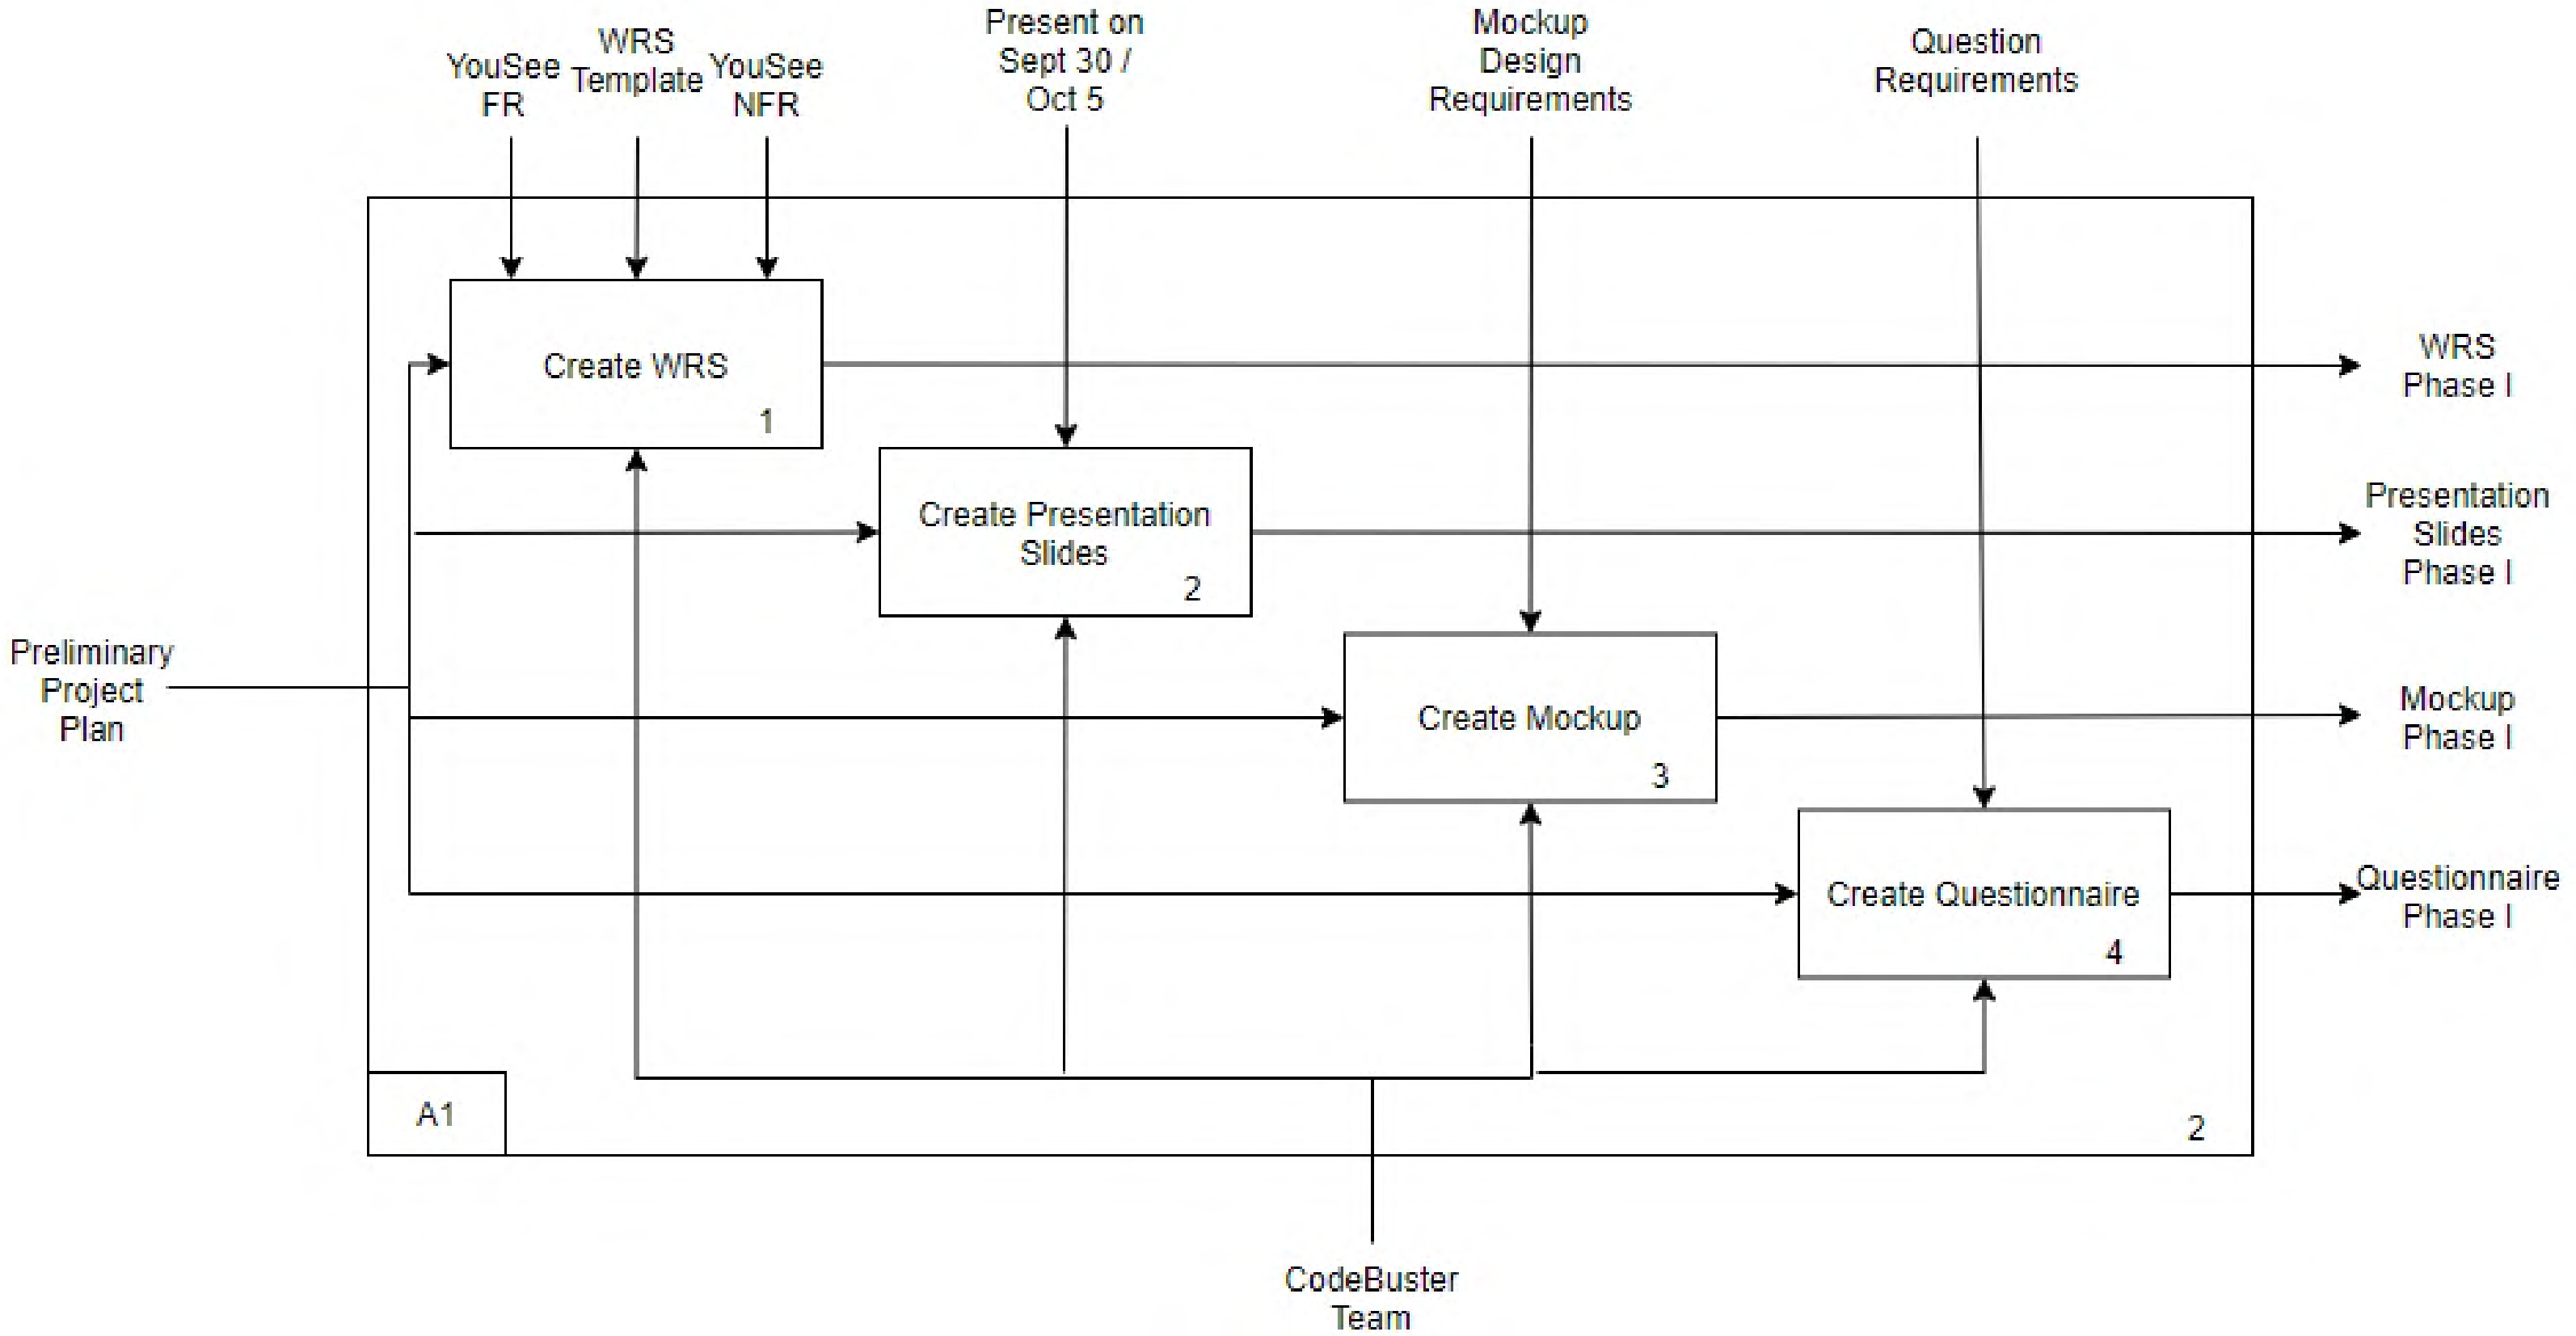 YouSee
FR
WRS
Template
YouSee
NFR
Present on
Sept 30 /
Oct 5
Mockup
Design
Requirements
Question
Requirements
Create WRS
1
WRS
Phase I
Create Presentation
Slides
2
Presentation
Slides
Phase I
Preliminary
Project
Plan
Create Mockup
3
Mockup
Phase I
Create Questionnaire
4
Questionnaire
Phase I
A1
2
CodeBuster
Team